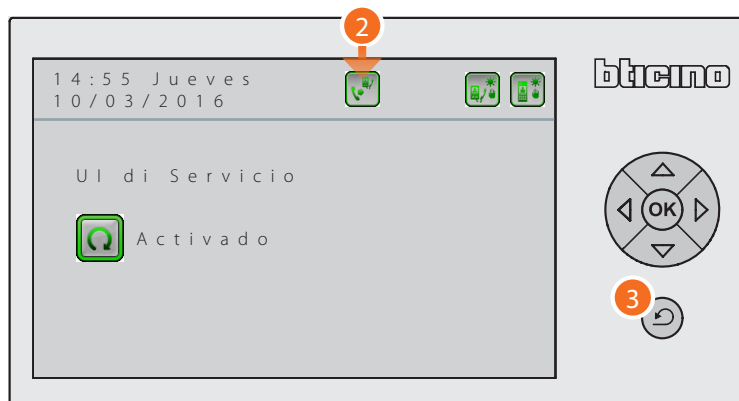 2
14:55 Jueves
10/03/2016
bticino
UI di Servicio
Activado
OK
3